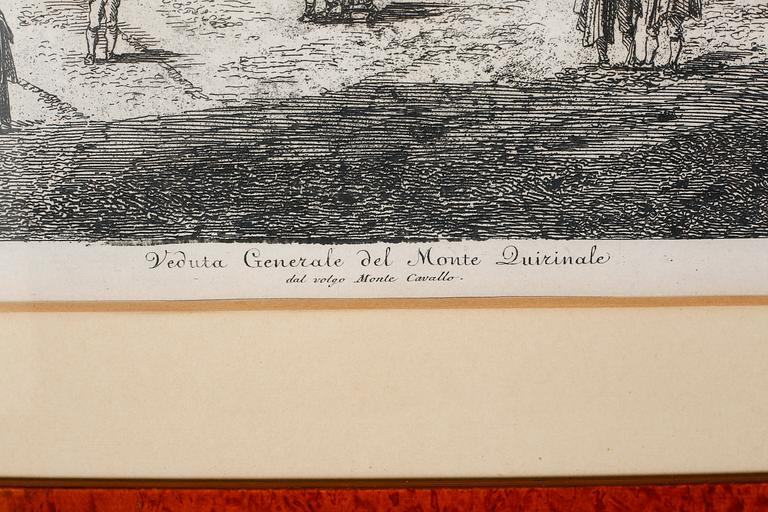 Veduta Generale del Monte Quirinale
dal volgo Monte Cavallo.